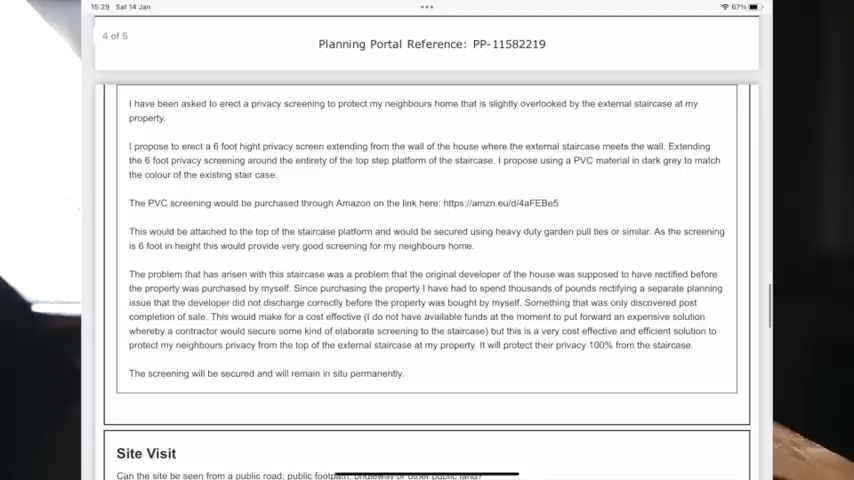 15:29 Sat 14 Jan
67%
4 of 5
Planning Portal Reference: PP-11582219
I have been asked to erect a privacy screening to protect my neighbours home that is slightly overlooked by the external staircase at my
property.
I propose to erect a 6 foot hight privacy screen extending from the wall of the house where the external staircase meets the wall. Extending
the 6 foot privacy screening around the entirety of the top step platform of the staircase. I propose using a PVC material in dark grey to match
the colour of the existing stair case.
The PVC screening would be purchased through Amazon on the link here: https://amzn.eu/d/4aFEBe5
This would be attached to the top of the staircase platform and would be secured using heavy duty garden pull ties or similar. As the screening
is 6 foot in height this would provide very good screening for my neighbours home.
The problem that has arisen with this staircase was a problem that the original developer of the house was supposed to have rectified before
the property was purchased by myself. Since purchasing the property I have had to spend thousands of pounds rectifying a separate planning
issue that the developer did not discharge correctly before the property was bought by myself. Something that was only discovered post
completion of sale. This would make for a cost effective (I do not have available funds at the moment to put forward an expensive solution
whereby a contractor would secure some kind of elaborate screening to the staircase) but this is a very cost effective and efficient solution to
protect my neighbours privacy from the top of the external staircase at my property. It will protect their privacy 100% from the staircase.
The screening will be secured and will remain in situ permanently.
Site Visit
Can the site be seen from a public road, public footpath, bridleway or other public land?